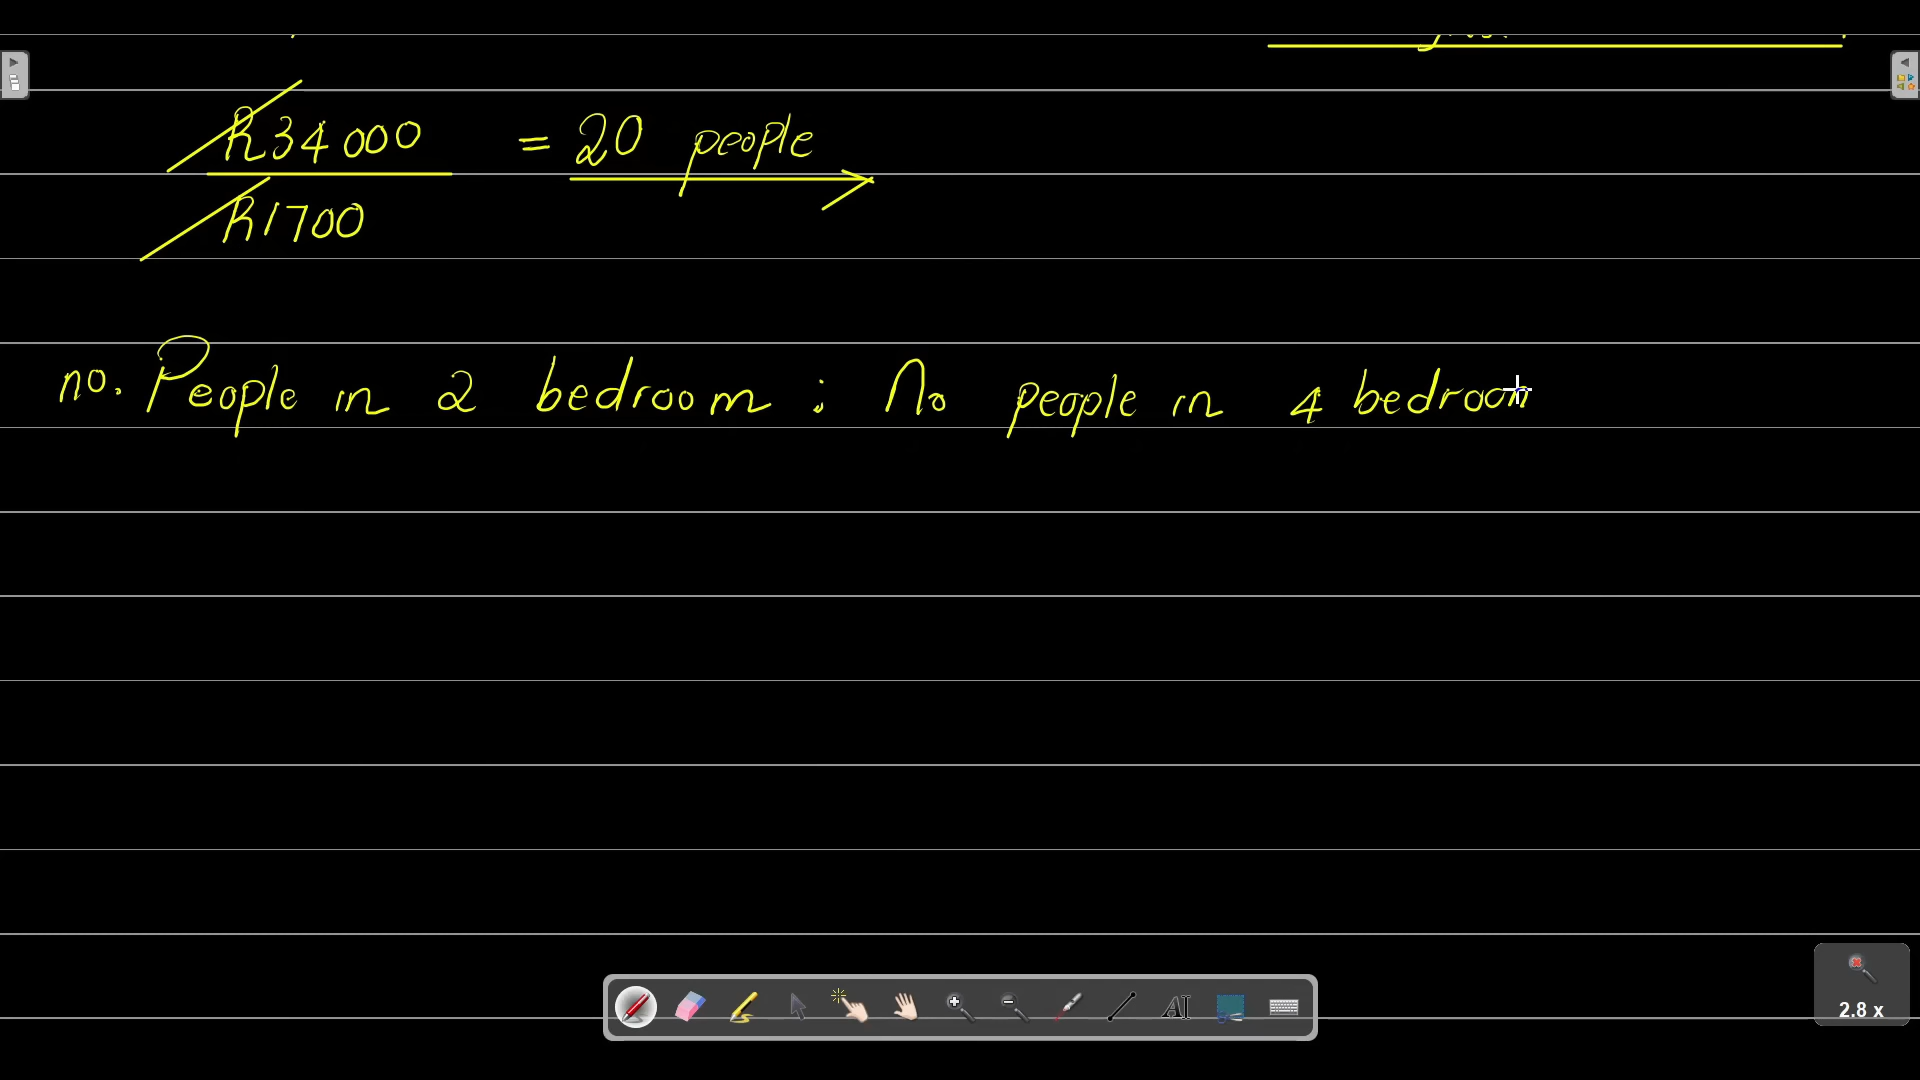 R34 000 = 20 people
R1700
no. People in 2 bedroom : No people in 4 bedroom
2.8 x